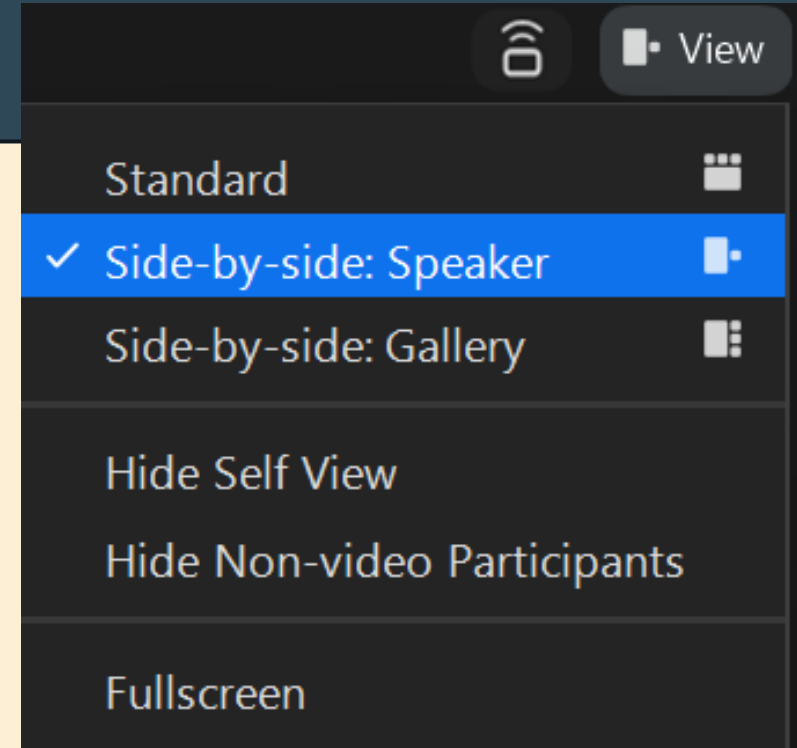 View
Standard
Side-by-side: Speaker
Side-by-side: Gallery
Hide Self View
Hide Non-video Participants
Fullscreen